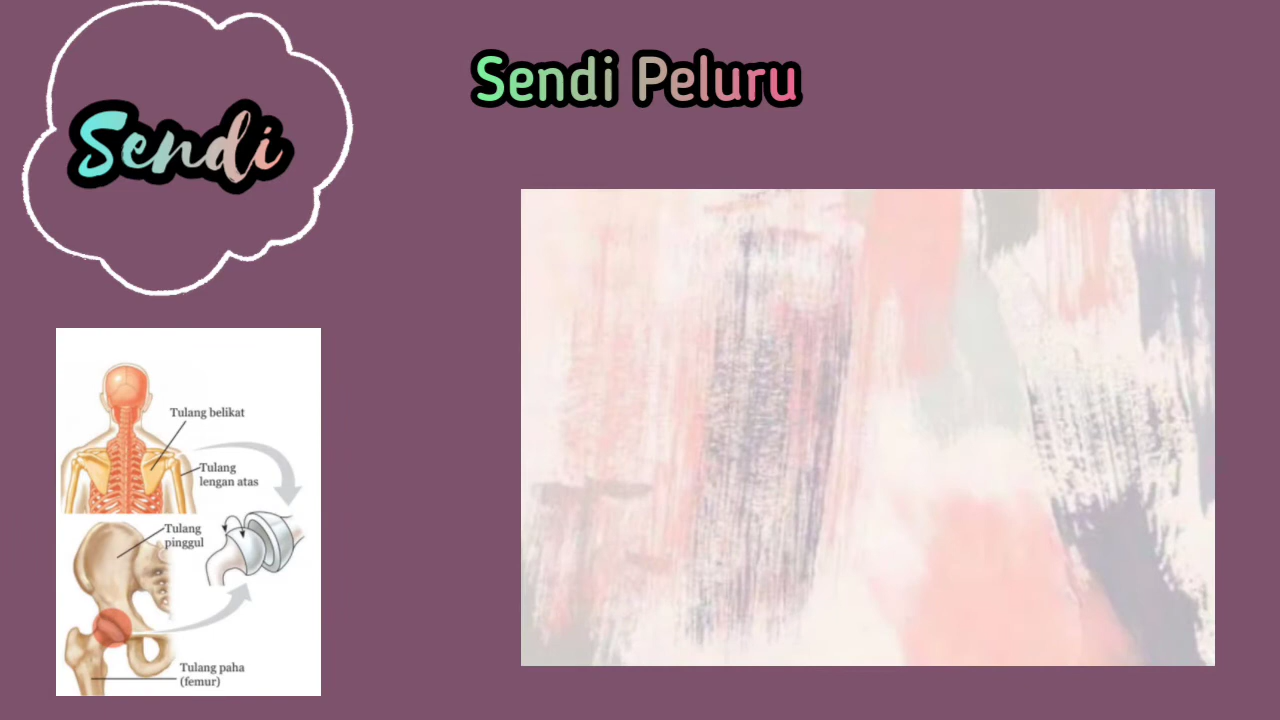 Sendi
Sendi Peluru
Tulang belikat
Tulang
lengan atas
Tulang
pinggul
Tulang paha
(femur)